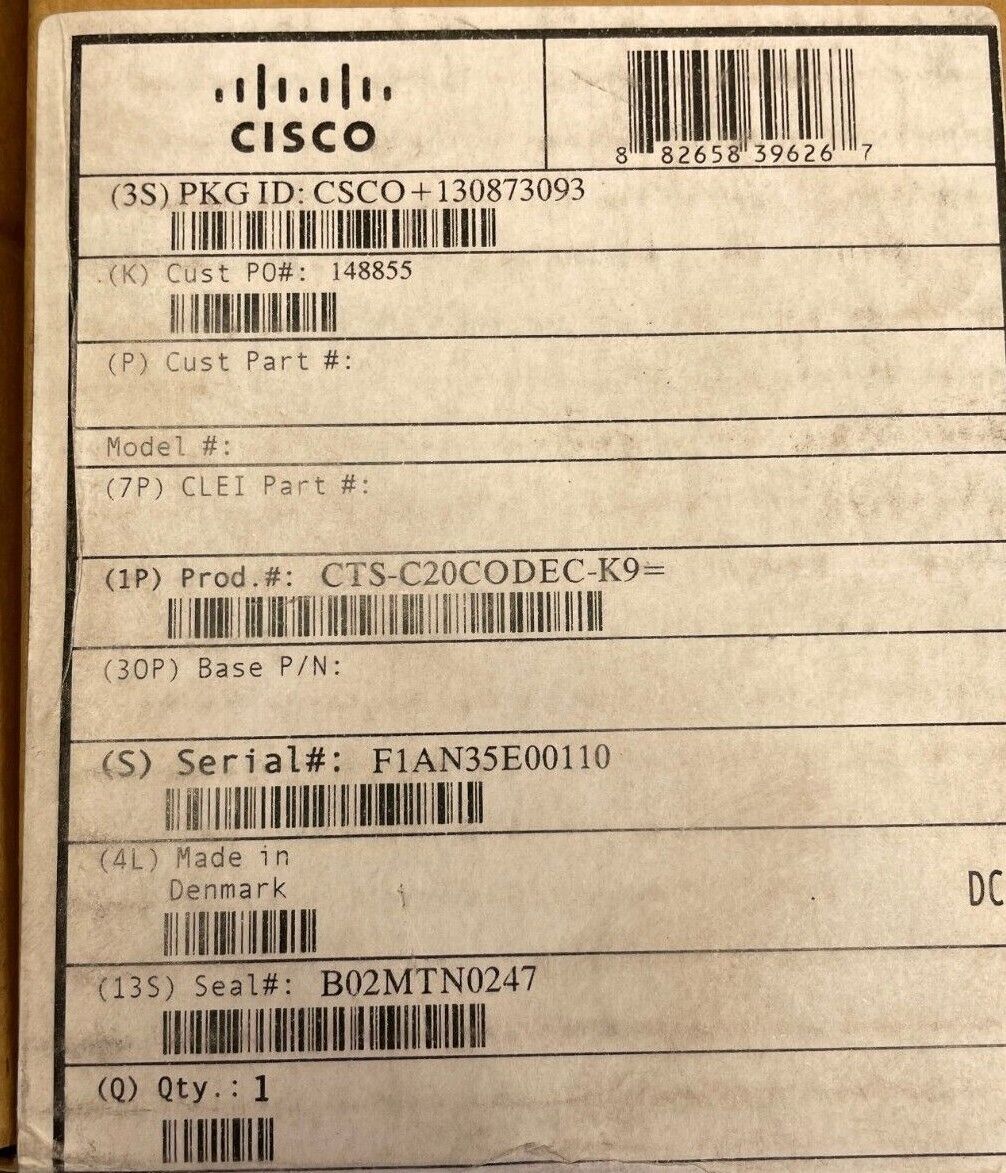 CISCO
8 82658 39626 7
(3S) PKG ID: CSCO+130873093
(K) Cust PO#: 148855
(P) Cust Part #:
Model #:
(7P) CLEI Part #:
(1P) Prod.#: CTS-C20CODEC-K9=
(30P) Base P/N:
(S) Serial#: F1AN35E00110
(4L) Made in
Denmark
DC
(13S) Seal#: B02MTN0247
(Q) Qty.: 1